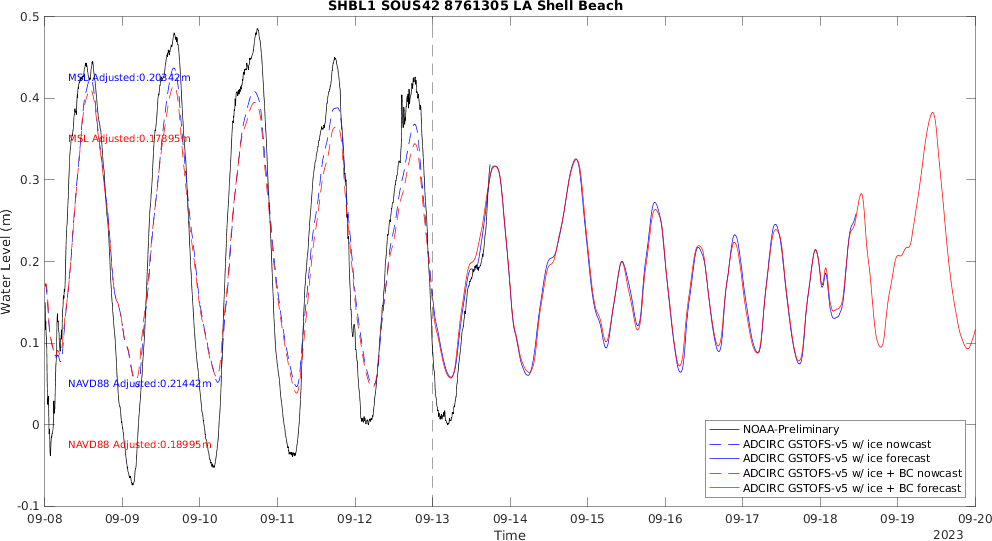 SHBL1 SOUS42 8761305 LA Shell Beach
0.5
0.4
0.3
0.2
0.1
0
-0.1
Water Level (m)
MSL Adjusted:0.20342m
MSL Adjusted:0.17895m
NAVD88 Adjusted:0.21442m
NAVD88 Adjusted:0.18995m
NOAA-Preliminary
ADCIRC GSTOFS-v5 w/ ice nowcast
ADCIRC GSTOFS-v5 w/ ice forecast
ADCIRC GSTOFS-v5 w/ ice + BC nowcast
ADCIRC GSTOFS-v5 w/ ice + BC forecast
09-08 09-09 09-10 09-11 09-12 09-13 09-14 09-15 09-16 09-17 09-18 09-19 09-20
Time
2023